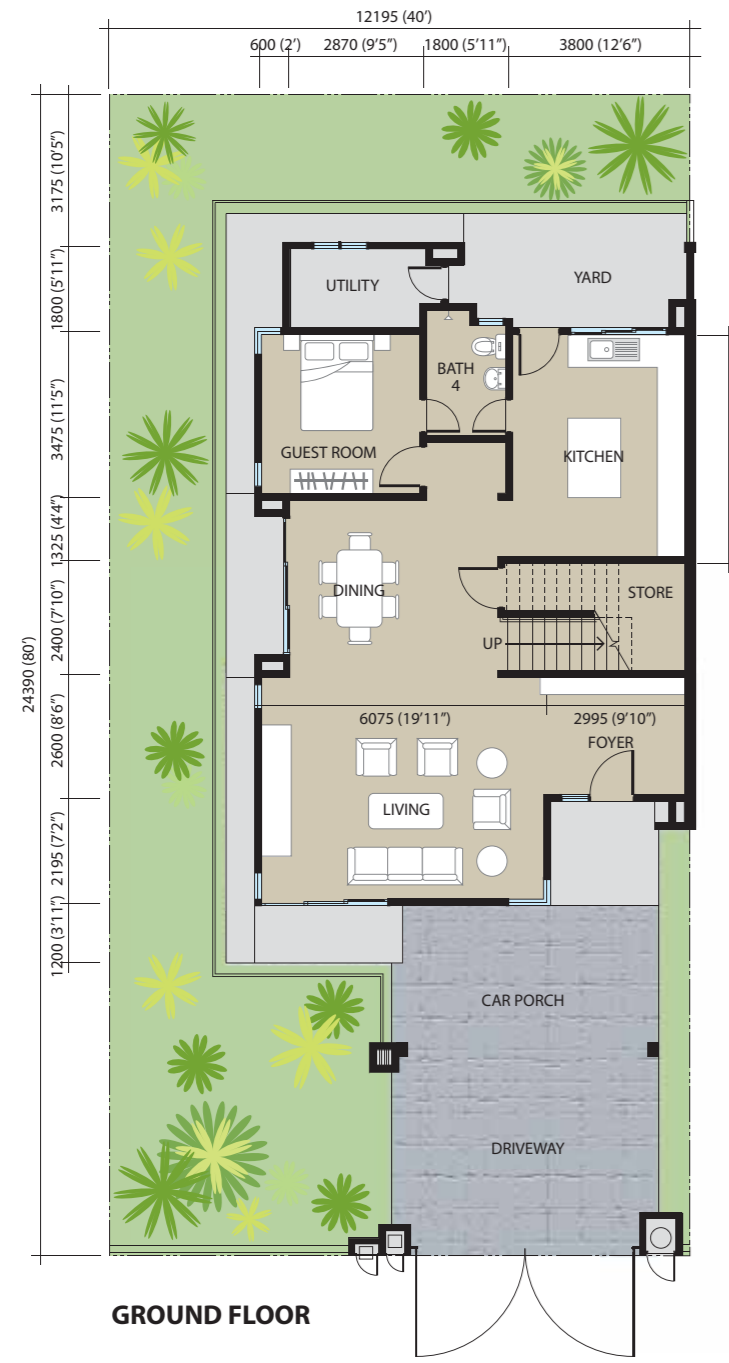 12195 (40')
600 (2')
2870 (9'5")
1800 (5'11")
3800 (12'6")
3175 (10'5")
1800 (5'11")
3475 (11'5")
1325 (4'4")
2400 (7'10")
2600 (8'6")
2195 (7'2")
1200 (3'11")
24390 (80')
UTILITY
YARD
BATH
4
GUEST ROOM
KITCHEN
DINING
STORE
UP
6075 (19'11")
2995 (9'10")
FOYER
LIVING
CAR PORCH
DRIVEWAY
GROUND FLOOR